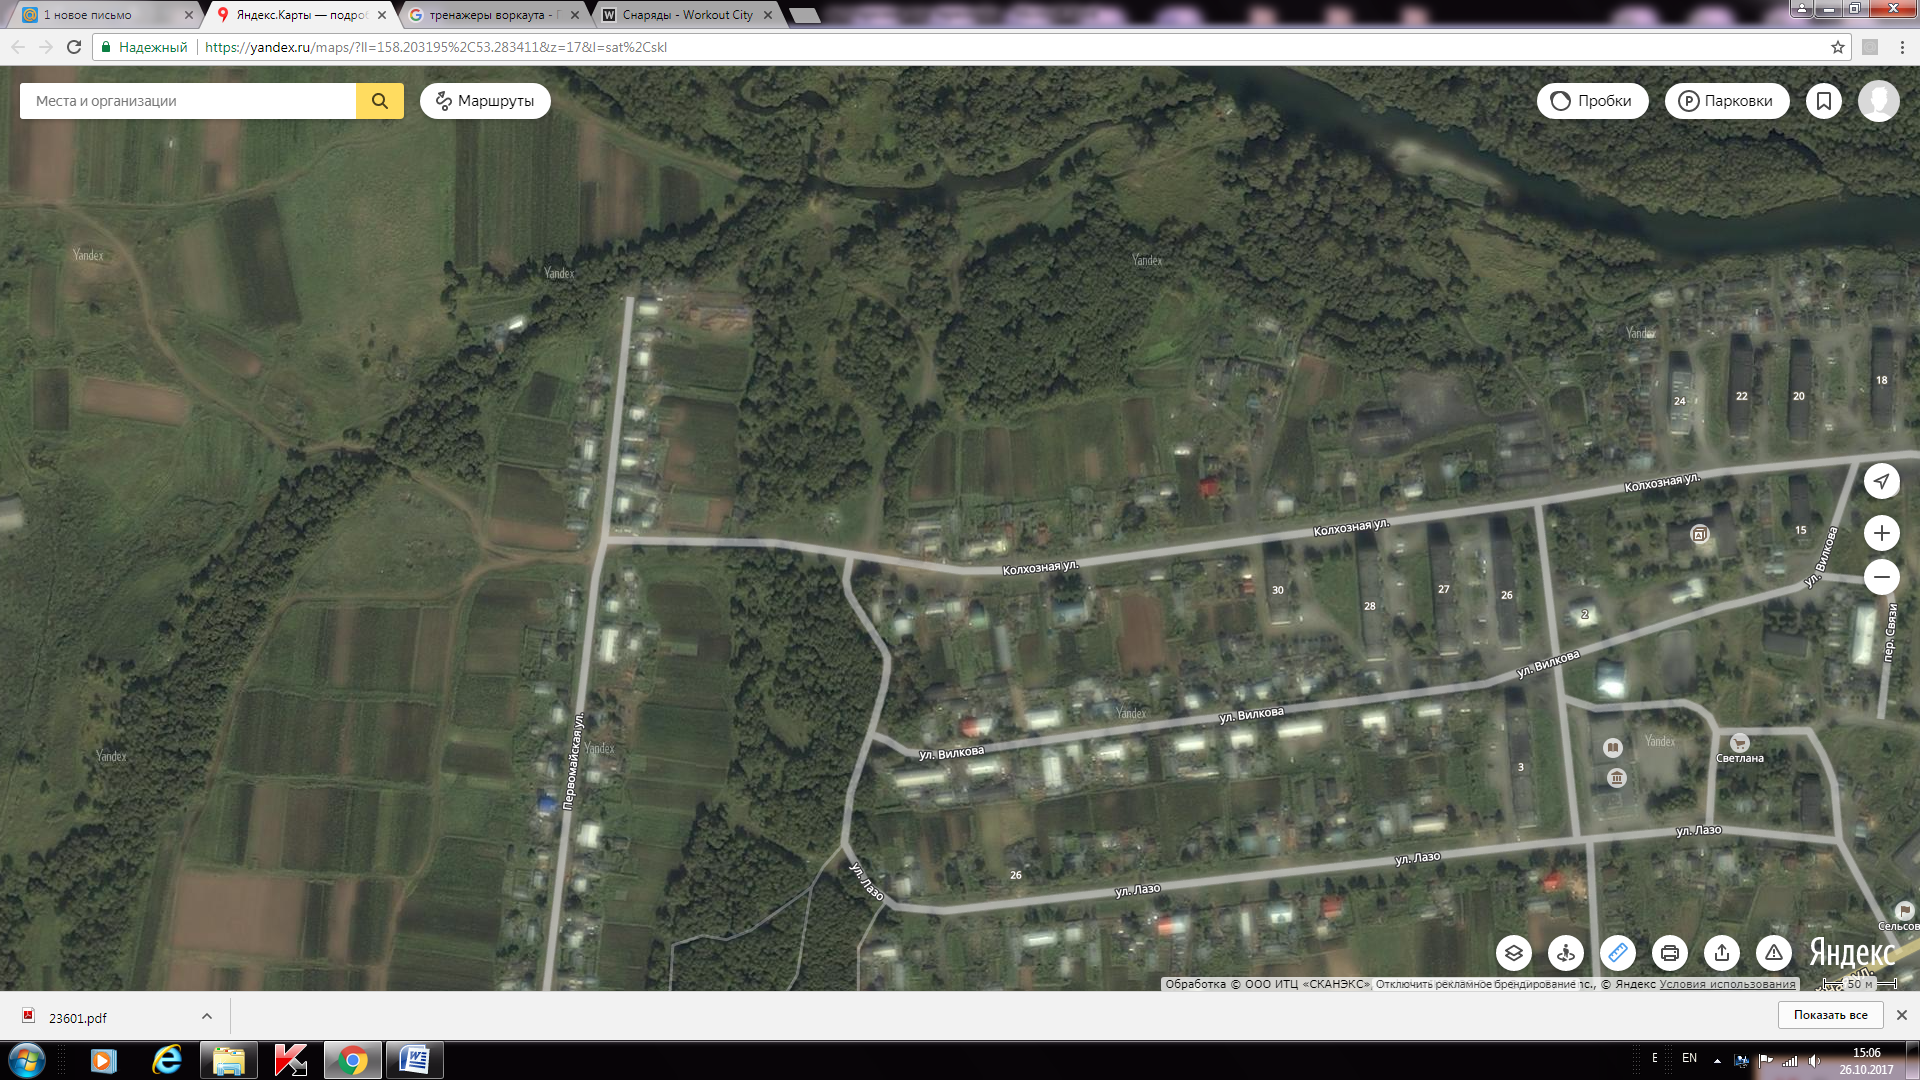 1 новое письмо
Яндекс.Карты — подроб
тренажеры воркаута - 
Снаряды - Workout City
Надежный
https://yandex.ru/maps/?ll=158.203195%2C53.283411&z=17&l=sat%2Cskl
Места и организации
Маршруты
Пробки
Парковки
Yandex
Yandex
Yandex
Yandex
24
22
20
18
Колхозная ул.
Колхозная ул.
Колхозная ул.
15
ул. Вилкова
30
28
27
26
2
пер. Связи
ул. Вилкова
ул. Вилкова
ул. Вилкова
Yandex
Yandex
Yandex
Yandex
Первомайская ул.
3
Светлана
ул. Лазо
ул. Лазо
ул. Лазо
ул. Лазо
26
Сельсов
Яндекс
Обработка © ООО ИТЦ «СКАНЭКС», Отключить рекламное брендирование nc., © Яндекс Условия использования
50 м
23601.pdf
Показать все
EN
15:06
26.10.2017